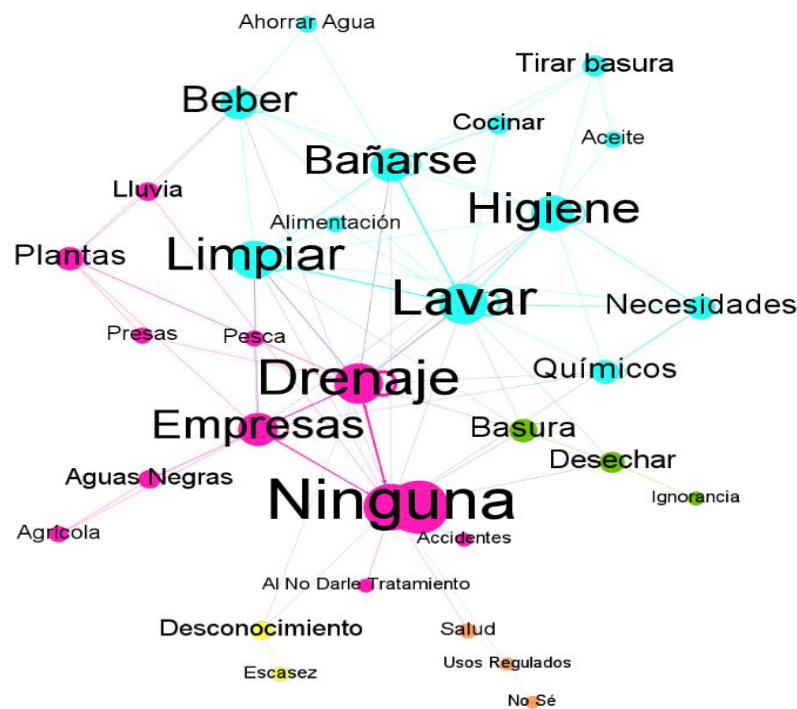 Ahorrar Agua
Tirar basura
Beber
Cocinar
Aceite
Bañarse
Lluvia
Higiene
Alimentación
Plantas
Limpiar
Lavar
Necesidades
Presas
Pesca
Químicos
Drenaje
Empresas
Basura
Desechar
Aguas Negras
Ninguna
Ignorancia
Agrícola
Accidentes
Al No Darle Tratamiento
Desconocimiento
Salud
Usos Regulados
Escasez
No Sé